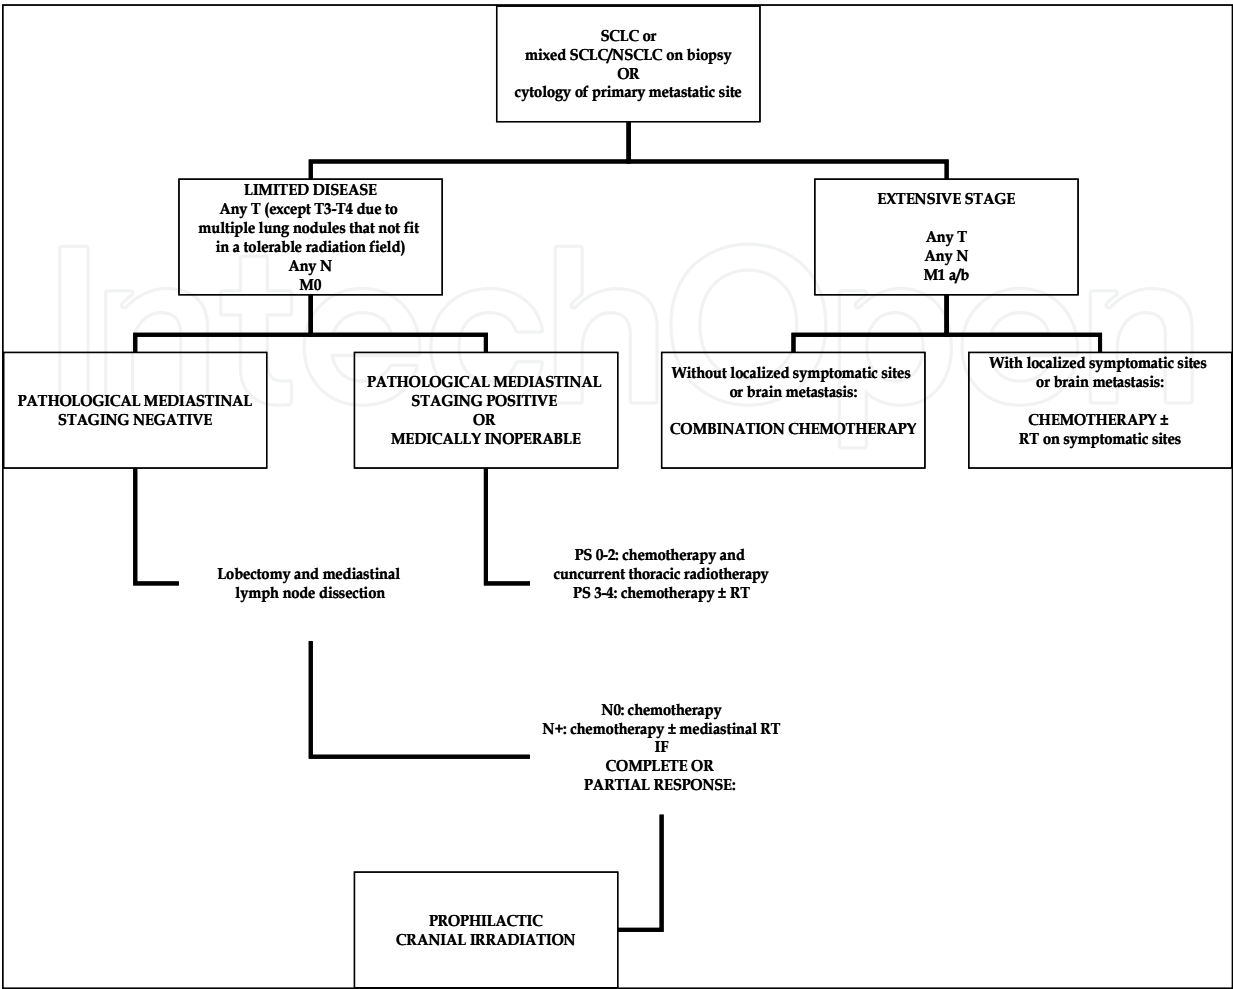 SCLC or
mixed SCLC/NSCLC on biopsy
OR
cytology of primary metastatic site
LIMITED DISEASE
Any T (except T3-T4 due to
multiple lung nodules that not fit
in a tolerable radiation field)
Any N
M0
EXTENSIVE STAGE
Any T
Any N
M1 a/b
PATHOLOGICAL MEDIASTINAL
STAGING NEGATIVE
PATHOLOGICAL MEDIASTINAL
STAGING POSITIVE
OR
MEDICALLY INOPERABLE
Without localized symptomatic sites
or brain metastasis:
COMBINATION CHEMOTHERAPY
With localized symptomatic sites
or brain metastasis:
CHEMOTHERAPY ±
RT on symptomatic sites
Lobectomy and mediastinal
lymph node dissection
PS 0-2: chemotherapy and
cuncurrent thoracic radiotherapy
PS 3-4: chemotherapy ± RT
N0: chemotherapy
N+: chemotherapy ± mediastinal RT
IF
COMPLETE OR
PARTIAL RESPONSE:
PROPHILACTIC
CRANIAL IRRADIATION
IntechOpen